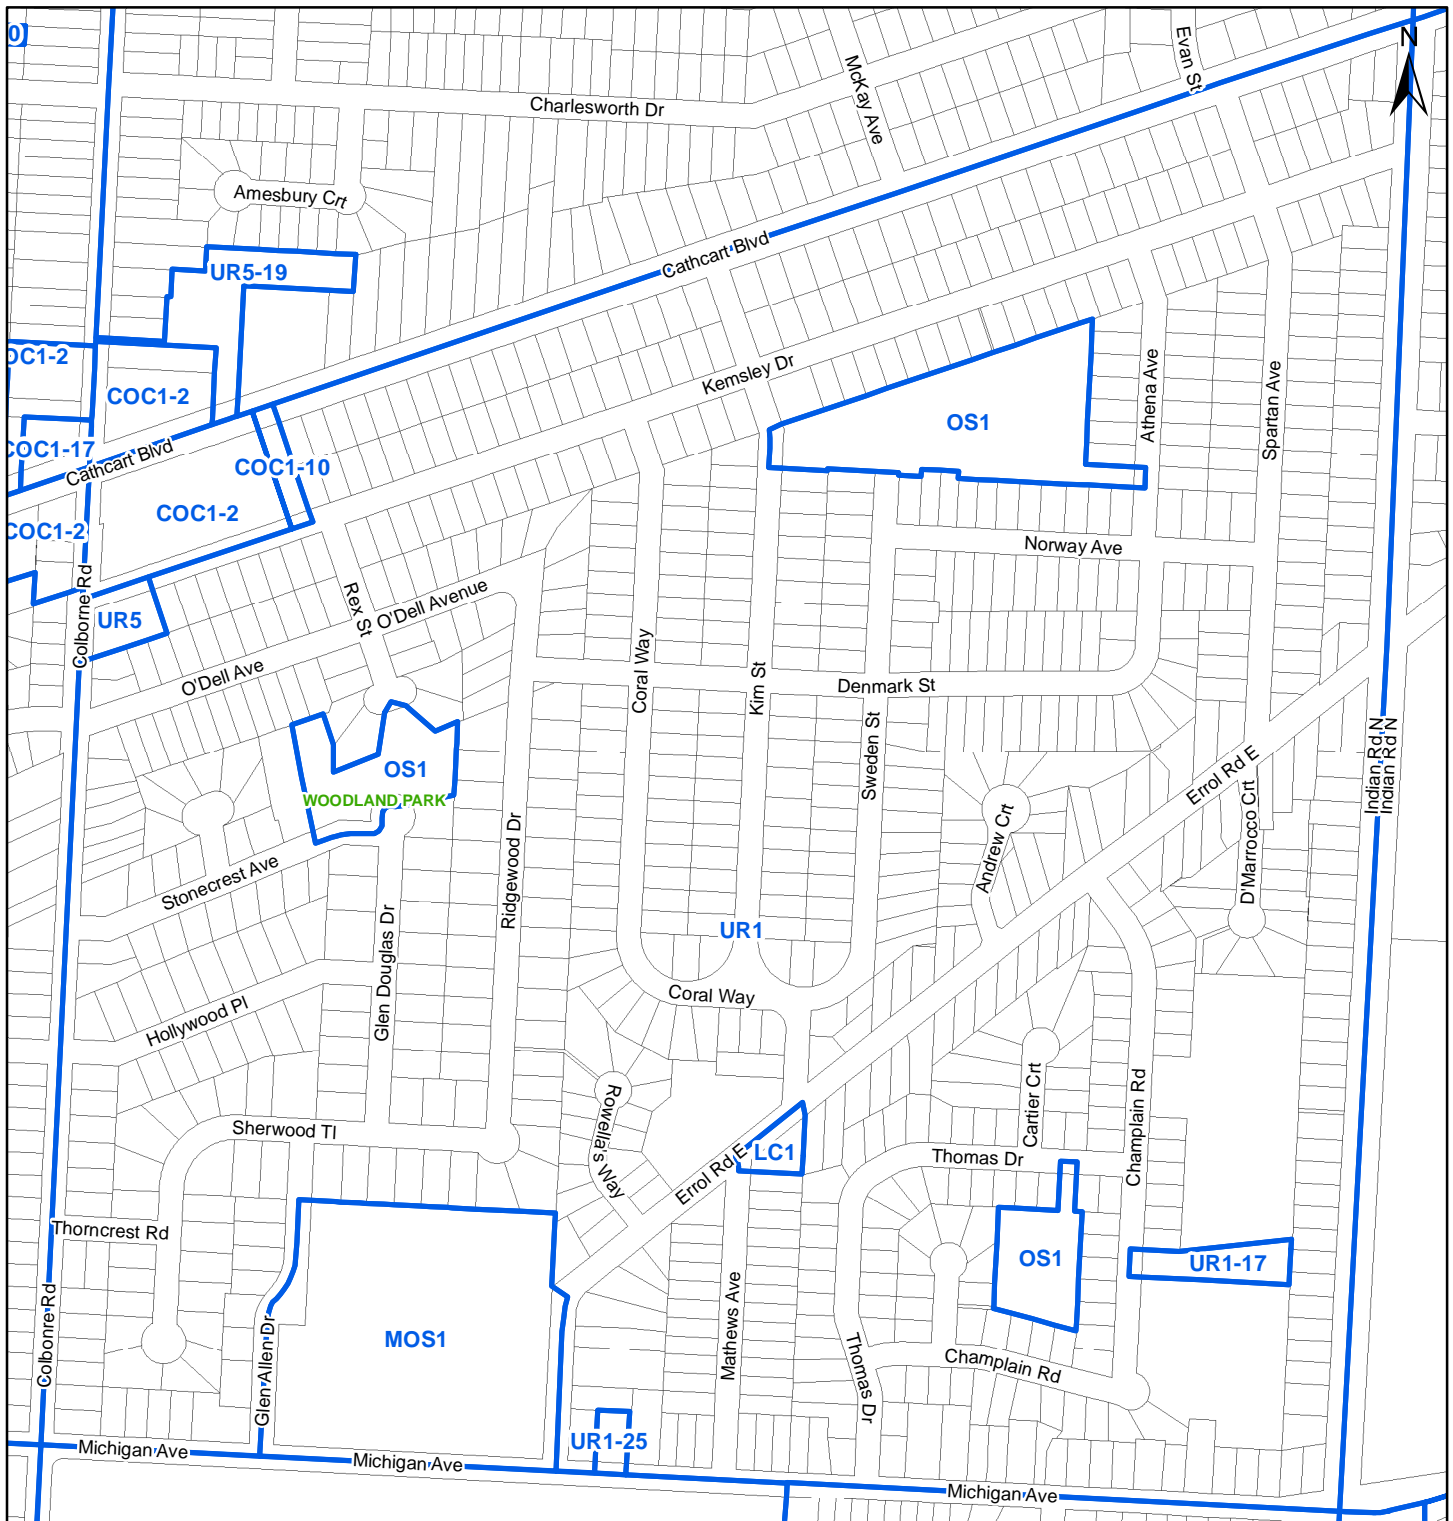 0]
N
Evan St
McKay Ave
Charlesworth Dr
Amesbury Crt
Cathcart Blvd
UR5-19
OC1-2
COC1-2
Kemsley Dr
Athena Ave
Spartan Ave
OS1
COC1-17
Cathcart Blvd
COC1-10
COC1-2
COC1-2
Norway Ave
Colborne Rd
UR5
Rex St
O'Dell Avenue
O'Dell Ave
Coral Way
Kim St
Denmark St
Sweden St
Indian Rd N
Indian Rd N
OS1
WOODLAND PARK
Errol Rd E
D'Marrocco Crt
Andrew Crt
Stonecrest Ave
Ridgewood Dr
Glen Douglas Dr
UR1
Coral Way
Hollywood Pl
Rowella's Way
Cartier Crt
Champlain Rd
Sherwood Tl
Errol Rd E
LC1
Thomas Dr
Thorncrest Rd
OS1
UR1-17
Colbonre Rd
Glen Allen Dr
MOS1
Mathews Ave
Thomas Dr
Champlain Rd
UR1-25
Michigan Ave
Michigan Ave
Michigan Ave